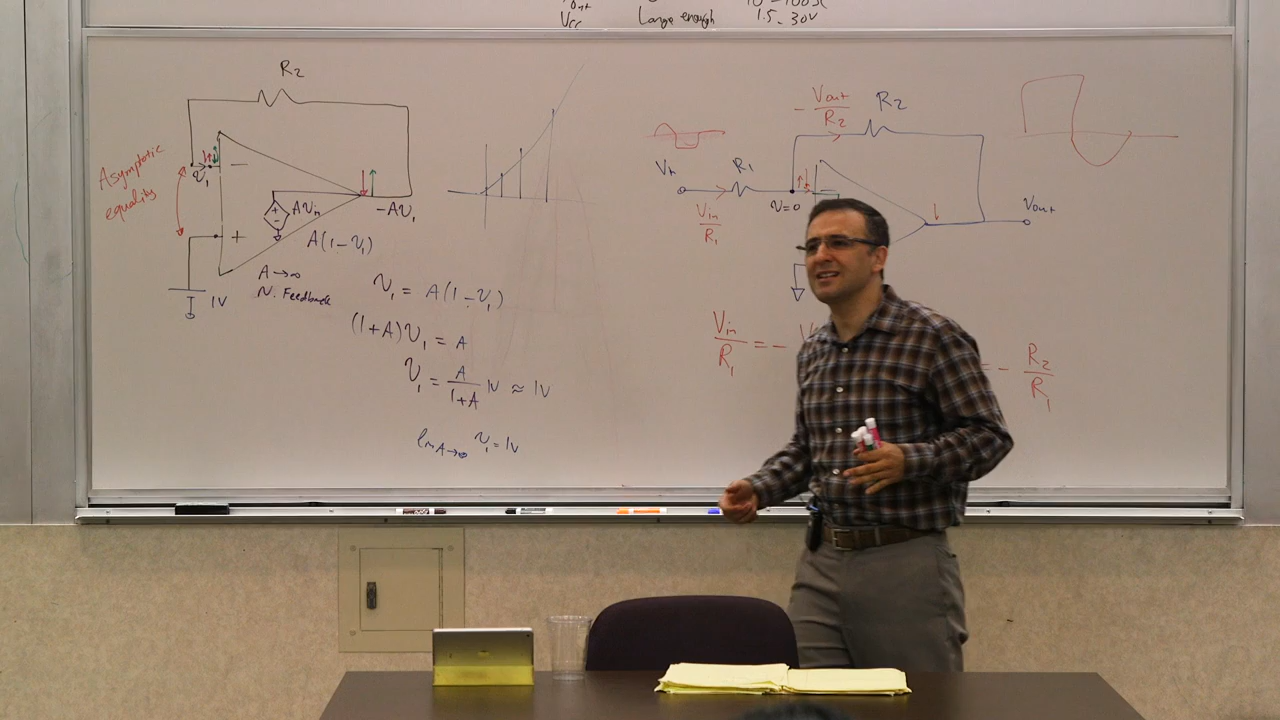 Vcc Large enough 1.5-30V
R2
Asymptotic
equality
v1
−
+
AVin
-Av1
A(1-v1)
A→∞
N. Feedback
1V
v1 = A(1-v1)
(1+A)v1 = A
v1 = A/(1+A) 1V ≈ 1V
lim A→∞ v1 = 1V
- Vout/R2
R2
R1
v=0
Vin/R1
Vout
Vin/R1 = -
= - R2/R1